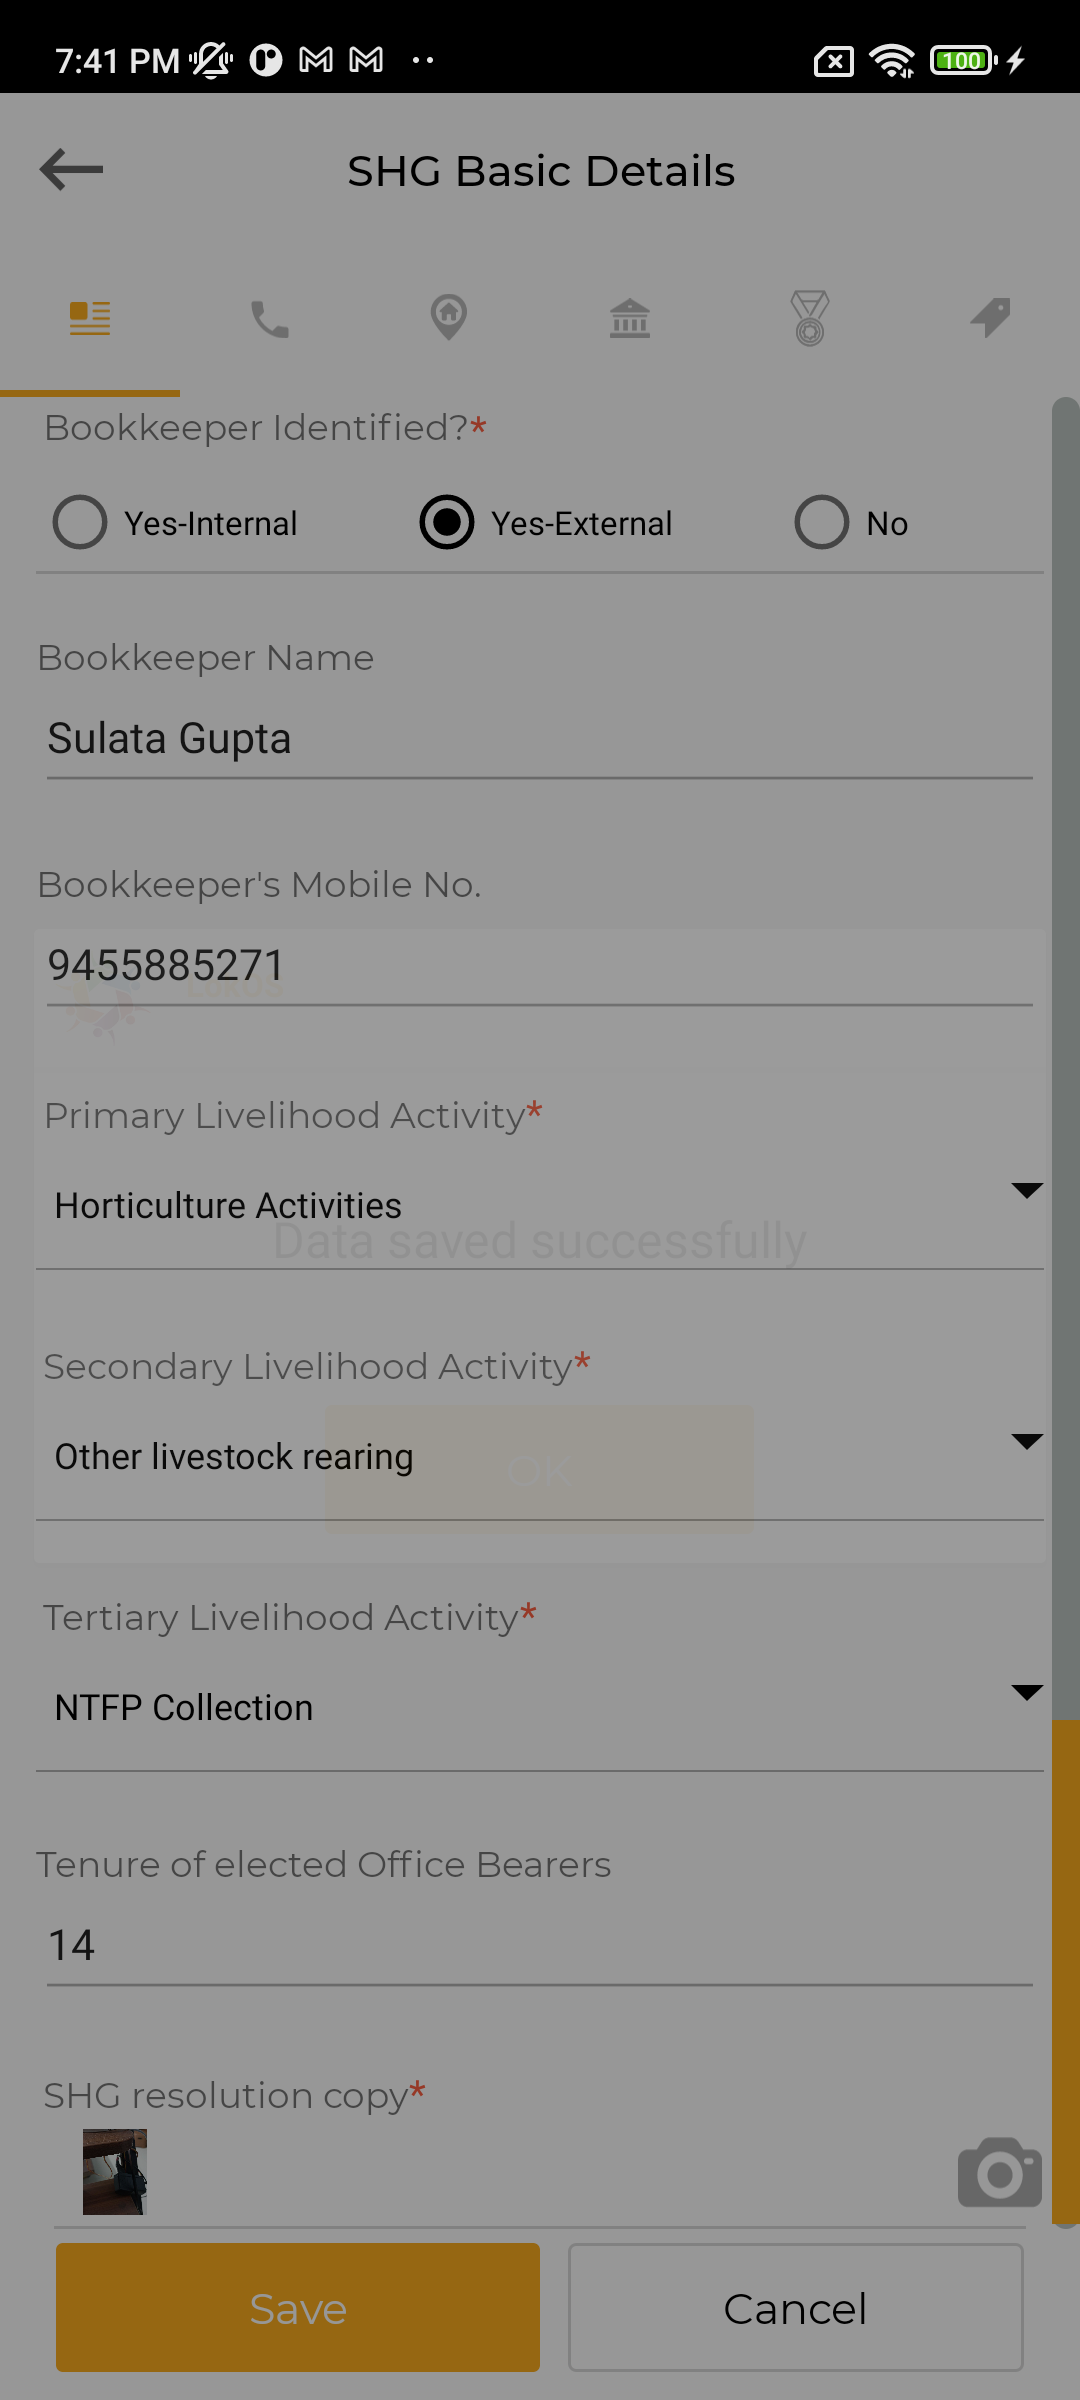 7:41 PM
100
SHG Basic Details
Bookkeeper Identified?*
Yes-Internal
Yes-External
No
Bookkeeper Name
Sulata Gupta
Bookkeeper's Mobile No.
9455885271
LokOS
Primary Livelihood Activity*
Horticulture Activities
Data saved successfully
Secondary Livelihood Activity*
Other livestock rearing
OK
Tertiary Livelihood Activity*
NTFP Collection
Tenure of elected Office Bearers
14
SHG resolution copy*
Save
Cancel